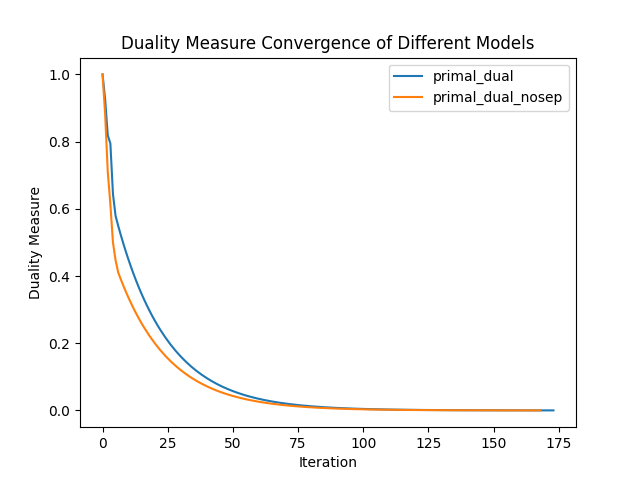 Duality Measure Convergence of Different Models
primal_dual
primal_dual_nosep
1.0
0.8
0.6
0.4
0.2
0.0
Duality Measure
0 25 50 75 100 125 150 175
Iteration